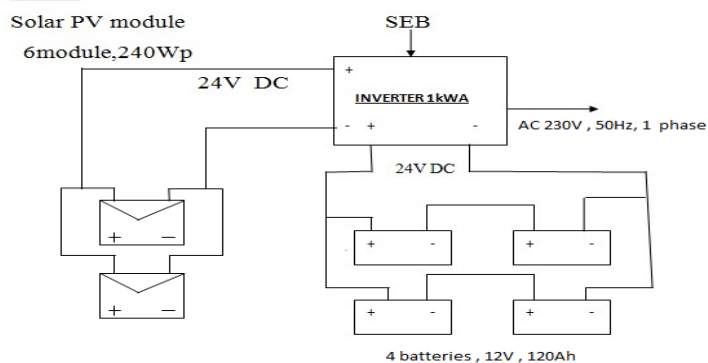 Solar PV module
6module,240Wp
SEB
24V DC
+
INVERTER 1kWA
- + -
AC 230V , 50Hz, 1 phase
24V DC
+ -
+ - + -
+ -
+ - + -
4 batteries , 12V , 120Ah